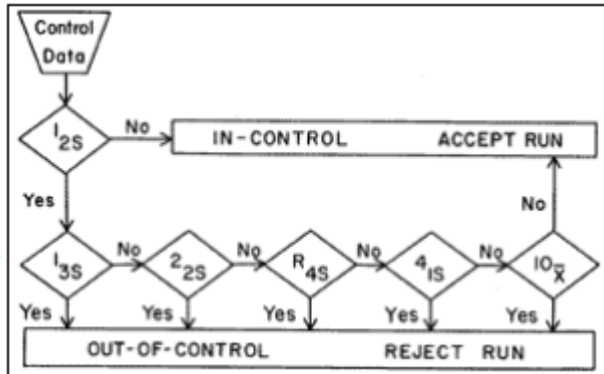 Control
Data
1 2S
No
IN-CONTROL ACCEPT RUN
Yes
No
1 3S
No
2 2S
No
R 4S
No
4 1S
No
10 x̄
Yes
Yes
Yes
Yes
Yes
OUT-OF-CONTROL REJECT RUN